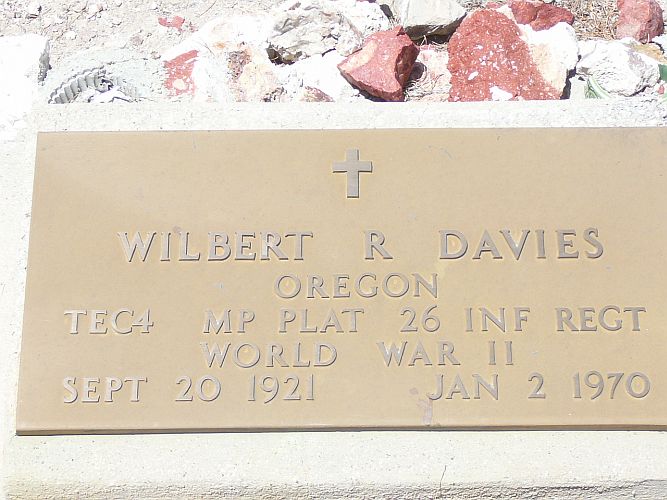 WILBERT R DAVIES
OREGON
TEC4 MP PLAT 26 INF REGT
WORLD WAR II
SEPT 20 1921 JAN 2 1970